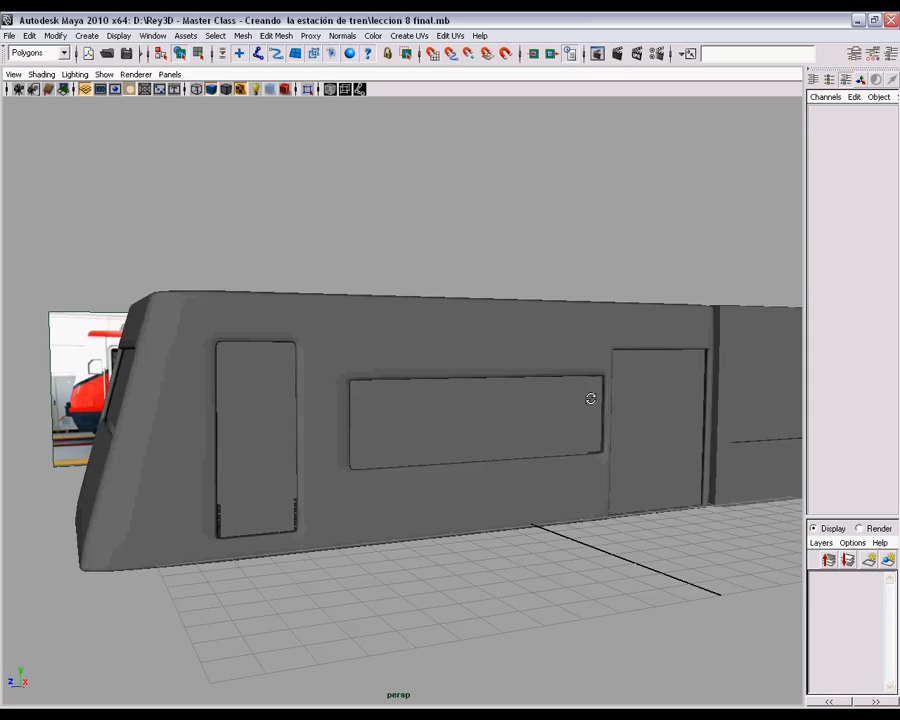 Autodesk Maya 2010 x64: D:\Rey3D - Master Class - Creando la estación de tren\leccion 8 final.mb
File Edit Modify Create Display Window Assets Select Mesh Edit Mesh Proxy Normals Color Create UVs Edit UVs Help
Polygons
View Shading Lighting Show Renderer Panels
Channels Edit Object
persp
Display Render
Layers Options Help
<< >>
y
z x